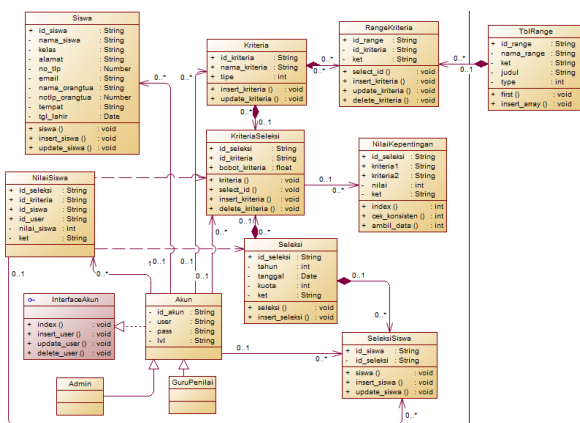 Siswa
+ id_siswa : String
- nama_siswa : String
- kelas : String
- alamat : String
- no_tlp : Number
- email : String
- nama_orangtua : String
- notlp_orangtua : Number
- tempat : String
- tgl_lahir : Date
+ siswa () : void
+ insert_siswa () : void
+ update_siswa () : void
Kriteria
+ id_kriteria : String
+ nama_kriteria : String
+ tipe : int
+ insert_kriteria () : void
+ update_kriteria () : void
RangeKriteria
+ id_range : String
+ id_kriteria : String
- ket : String
+ select_id () : void
+ insert_kriteria () : void
+ update_kriteria () : void
+ delete_kriteria () : void
TblRange
+ id_range : String
- nama_range : String
- ket : String
- judul : String
- type : int
+ first () : void
+ insert_array () : void
KriteriaSeleksi
+ id_seleksi : String
+ id_kriteria : String
+ bobot_kriteria : float
+ kriteria () : void
+ select_id () : void
+ insert_kriteria () : void
+ delete_kriteria () : void
NilaiKepentingan
+ id_seleksi : String
+ kriteria1 : String
+ kriteria2 : String
- nilai : int
- ket : String
+ index () : int
+ cek_konsisten () : int
+ ambil_data () : int
NilaiSiswa
+ id_seleksi : String
+ id_kriteria : String
+ id_siswa : String
+ id_user : String
- nilai_siswa : int
- ket : String
Seleksi
+ id_seleksi : String
- tahun : int
- tanggal : Date
- kuota : int
- ket : String
+ seleksi () : void
+ insert_seleksi () : void
InterfaceAkun
+ index () : void
+ insert_user () : void
+ update_user () : void
+ delete_user () : void
Akun
- id_akun : String
- user : String
- pass : String
- lvl : String
SeleksiSiswa
+ id_siswa : String
- id_seleksi : String
+ siswa () : void
+ insert_siswa () : void
+ update_siswa () : void
Admin
GuruPenilai
0..*
0..*
0..1
0..*
0..1
0..*
0..1
0..*
0..1
0..1
0..*
0..1
0..*
0..*
0..1
0..*
0..1
0..1
0..1
0..*
0..1
0..*
0..*